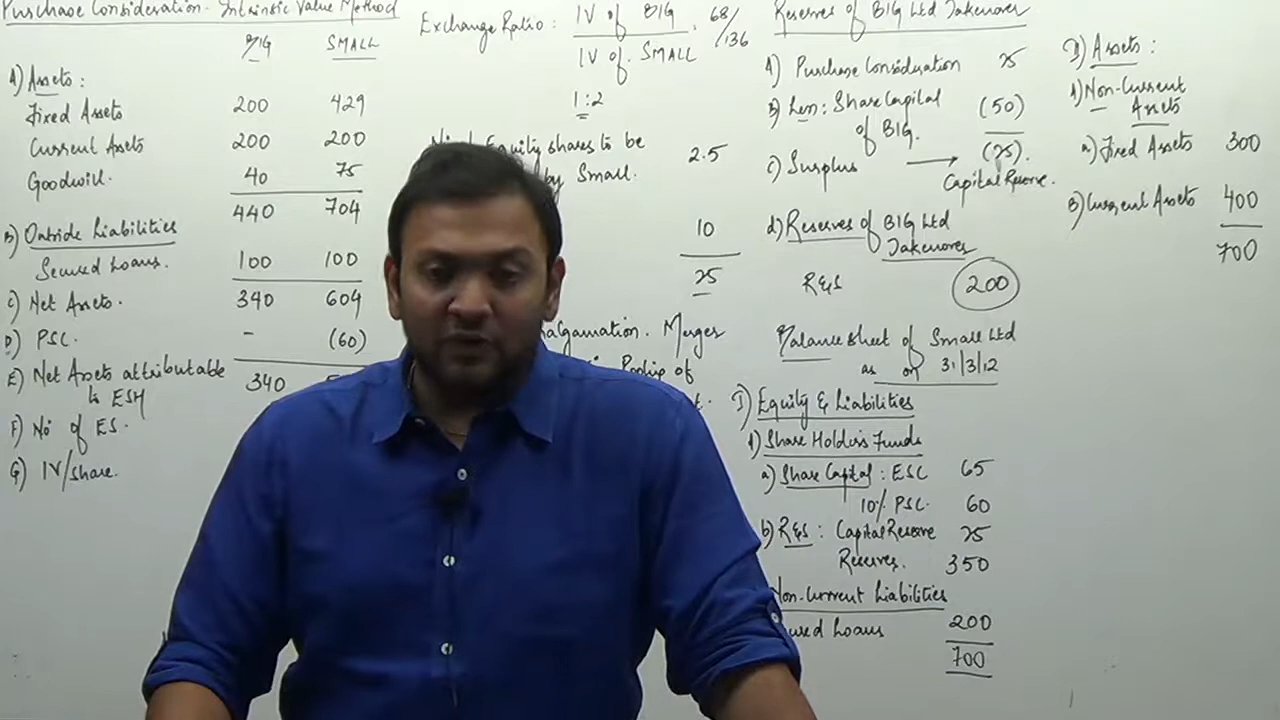 Purchase Consideration - Intrinsic Value Method
BIG SMALL
A) Assets :
Fixed Assets 200 429
Current Assets 200 200
Goodwill. 40 75
440 704
B) Outside Liabilities
Secured Loans. 100 100
C) Net Assets. 340 604
D) PSC. - (60)
E) Net Assets attributable 340
to ESH
F) No of ES.
G) IV/share.
Exchange Ratio : IV of BIG 68/136
IV of SMALL
1:2
Equity shares to be
by Small. 2.5
10
25
Merger
Pooling of
Reserves of BIG Ltd Takenover
A) Purchase Consideration 25
B) Less: Share Capital (50)
of BIG.
c) Surplus → (25).
Capital Reserve.
d) Reserves of BIG Ltd
Takenover
R&S 200
Balance sheet of Small Ltd
as on 31/3/12
I) Equity & Liabilities
1) Share Holders Funds
a) Share Capital : ESC 65
10% PSC. 60
b) R&S : Capital Reserve 25
Reserves. 350
Non-Current Liabilities
Loans 200
700
Assets :
1) Non-Current
Assets
a) Fixed Assets 300
B) Current Assets 400
700